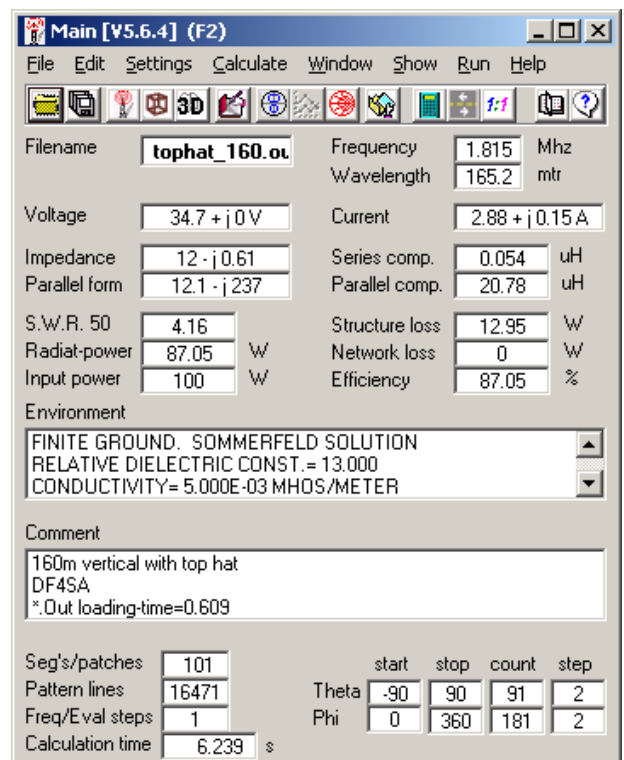 Main [V5.6.4] (F2)
File Edit Settings Calculate Window Show Run Help
3D 1:1
Filename tophat_160.ou Frequency 1.815 Mhz
Wavelength 165.2 mtr
Voltage 34.7 + j 0 V Current 2.88 + j 0.15 A
Impedance 12 - j 0.61 Series comp. 0.054 uH
Parallel form 12.1 - j 237 Parallel comp. 20.78 uH
S.W.R. 50 4.16 Structure loss 12.95 W
Radiat-power 87.05 W Network loss 0 W
Input power 100 W Efficiency 87.05 %
Environment
FINITE GROUND. SOMMERFELD SOLUTION
RELATIVE DIELECTRIC CONST.= 13.000
CONDUCTIVITY= 5.000E-03 MHOS/METER
Comment
160m vertical with top hat
DF4SA
*.Out loading-time=0.609
Seg's/patches 101 start stop count step
Pattern lines 16471 Theta -90 90 91 2
Freq/Eval steps 1 Phi 0 360 181 2
Calculation time 6.239 s